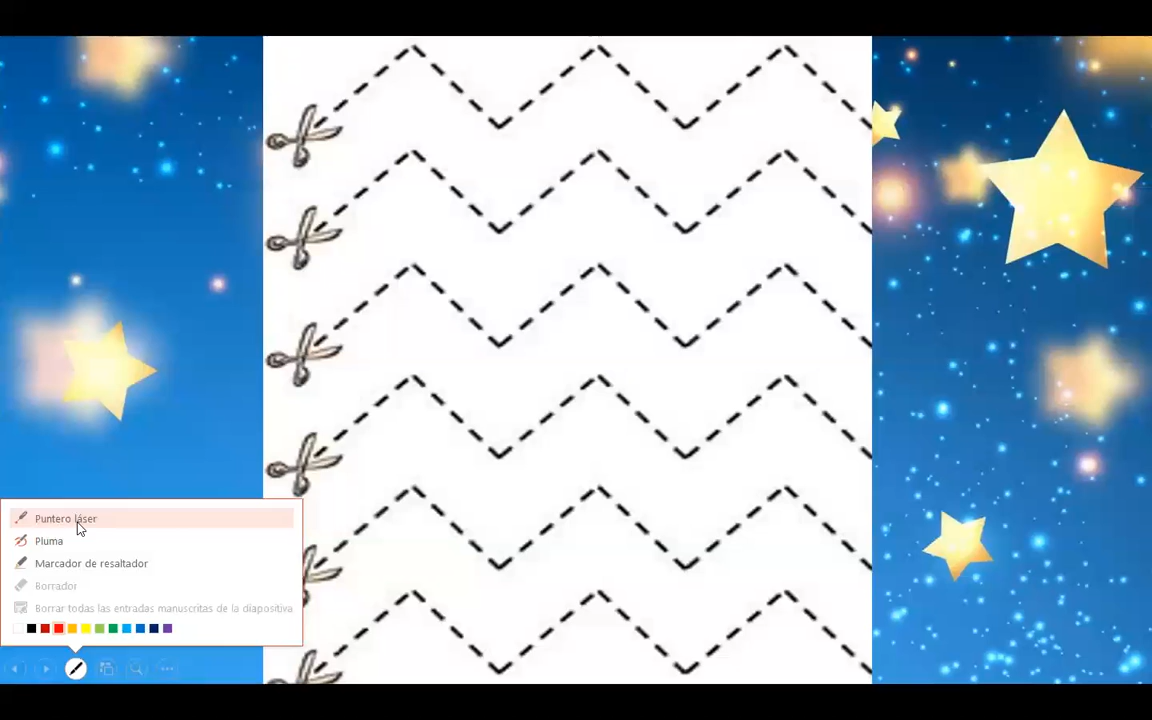 Puntero láser
Pluma
Marcador de resaltador
Borrador
Borrar todas las entradas manuscritas de la diapositiva